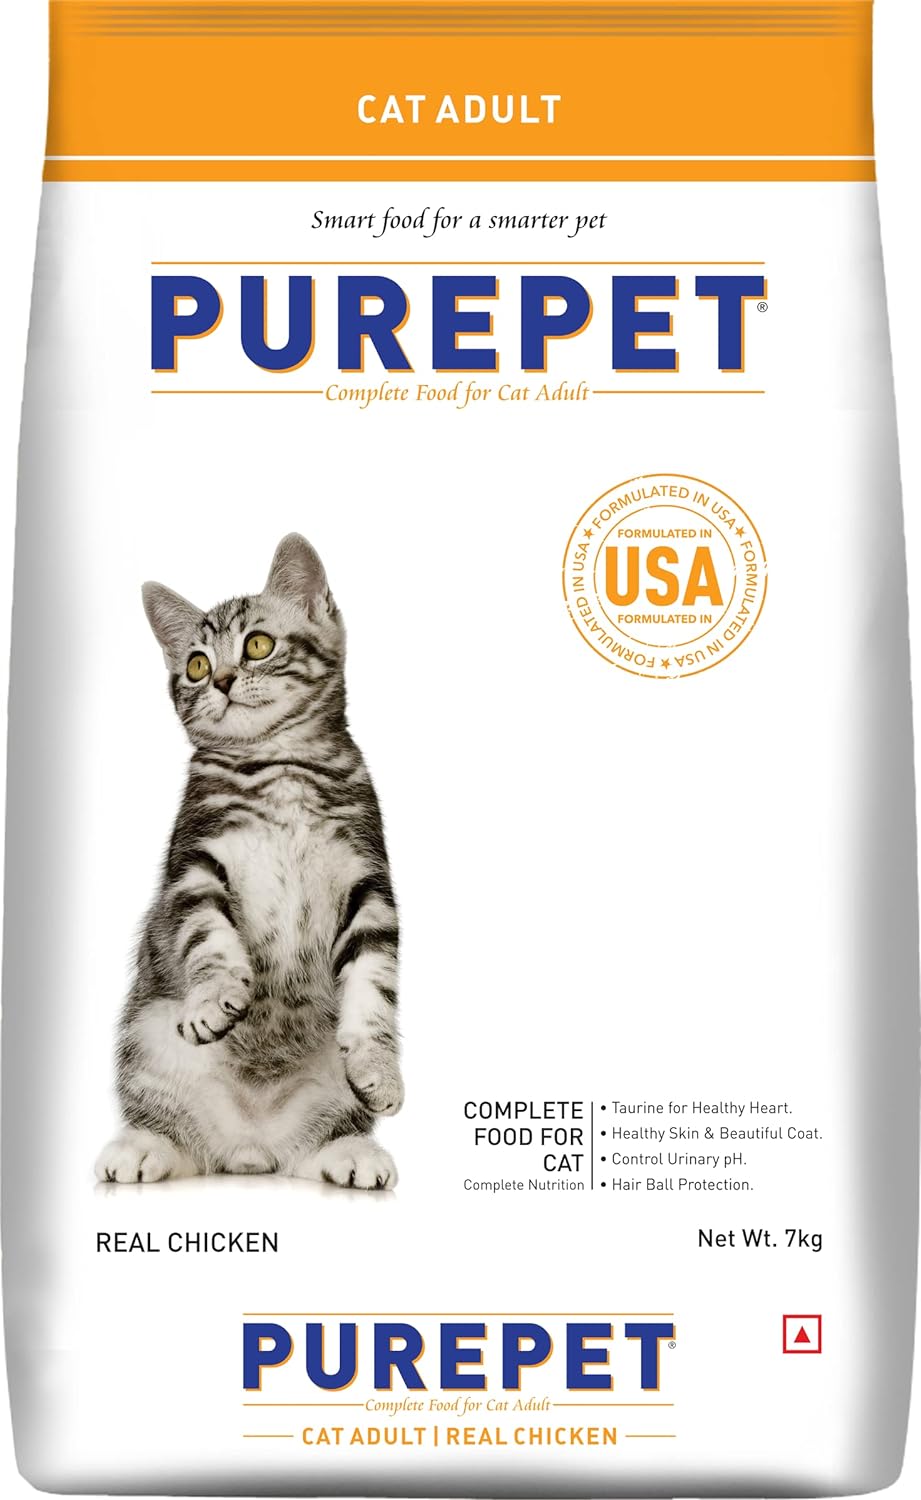 CAT ADULT
Smart food for a smarter pet
PUREPET®
Complete Food for Cat Adult
★ FORMULATED IN USA ★ FORMULATED IN USA ★ FORMULATED IN USA
FORMULATED IN
USA
FORMULATED IN
COMPLETE
FOOD FOR
CAT
Complete Nutrition
• Taurine for Healthy Heart.
• Healthy Skin & Beautiful Coat.
• Control Urinary pH.
• Hair Ball Protection.
REAL CHICKEN
Net Wt. 7kg
PUREPET®
Complete Food for Cat Adult
CAT ADULT | REAL CHICKEN